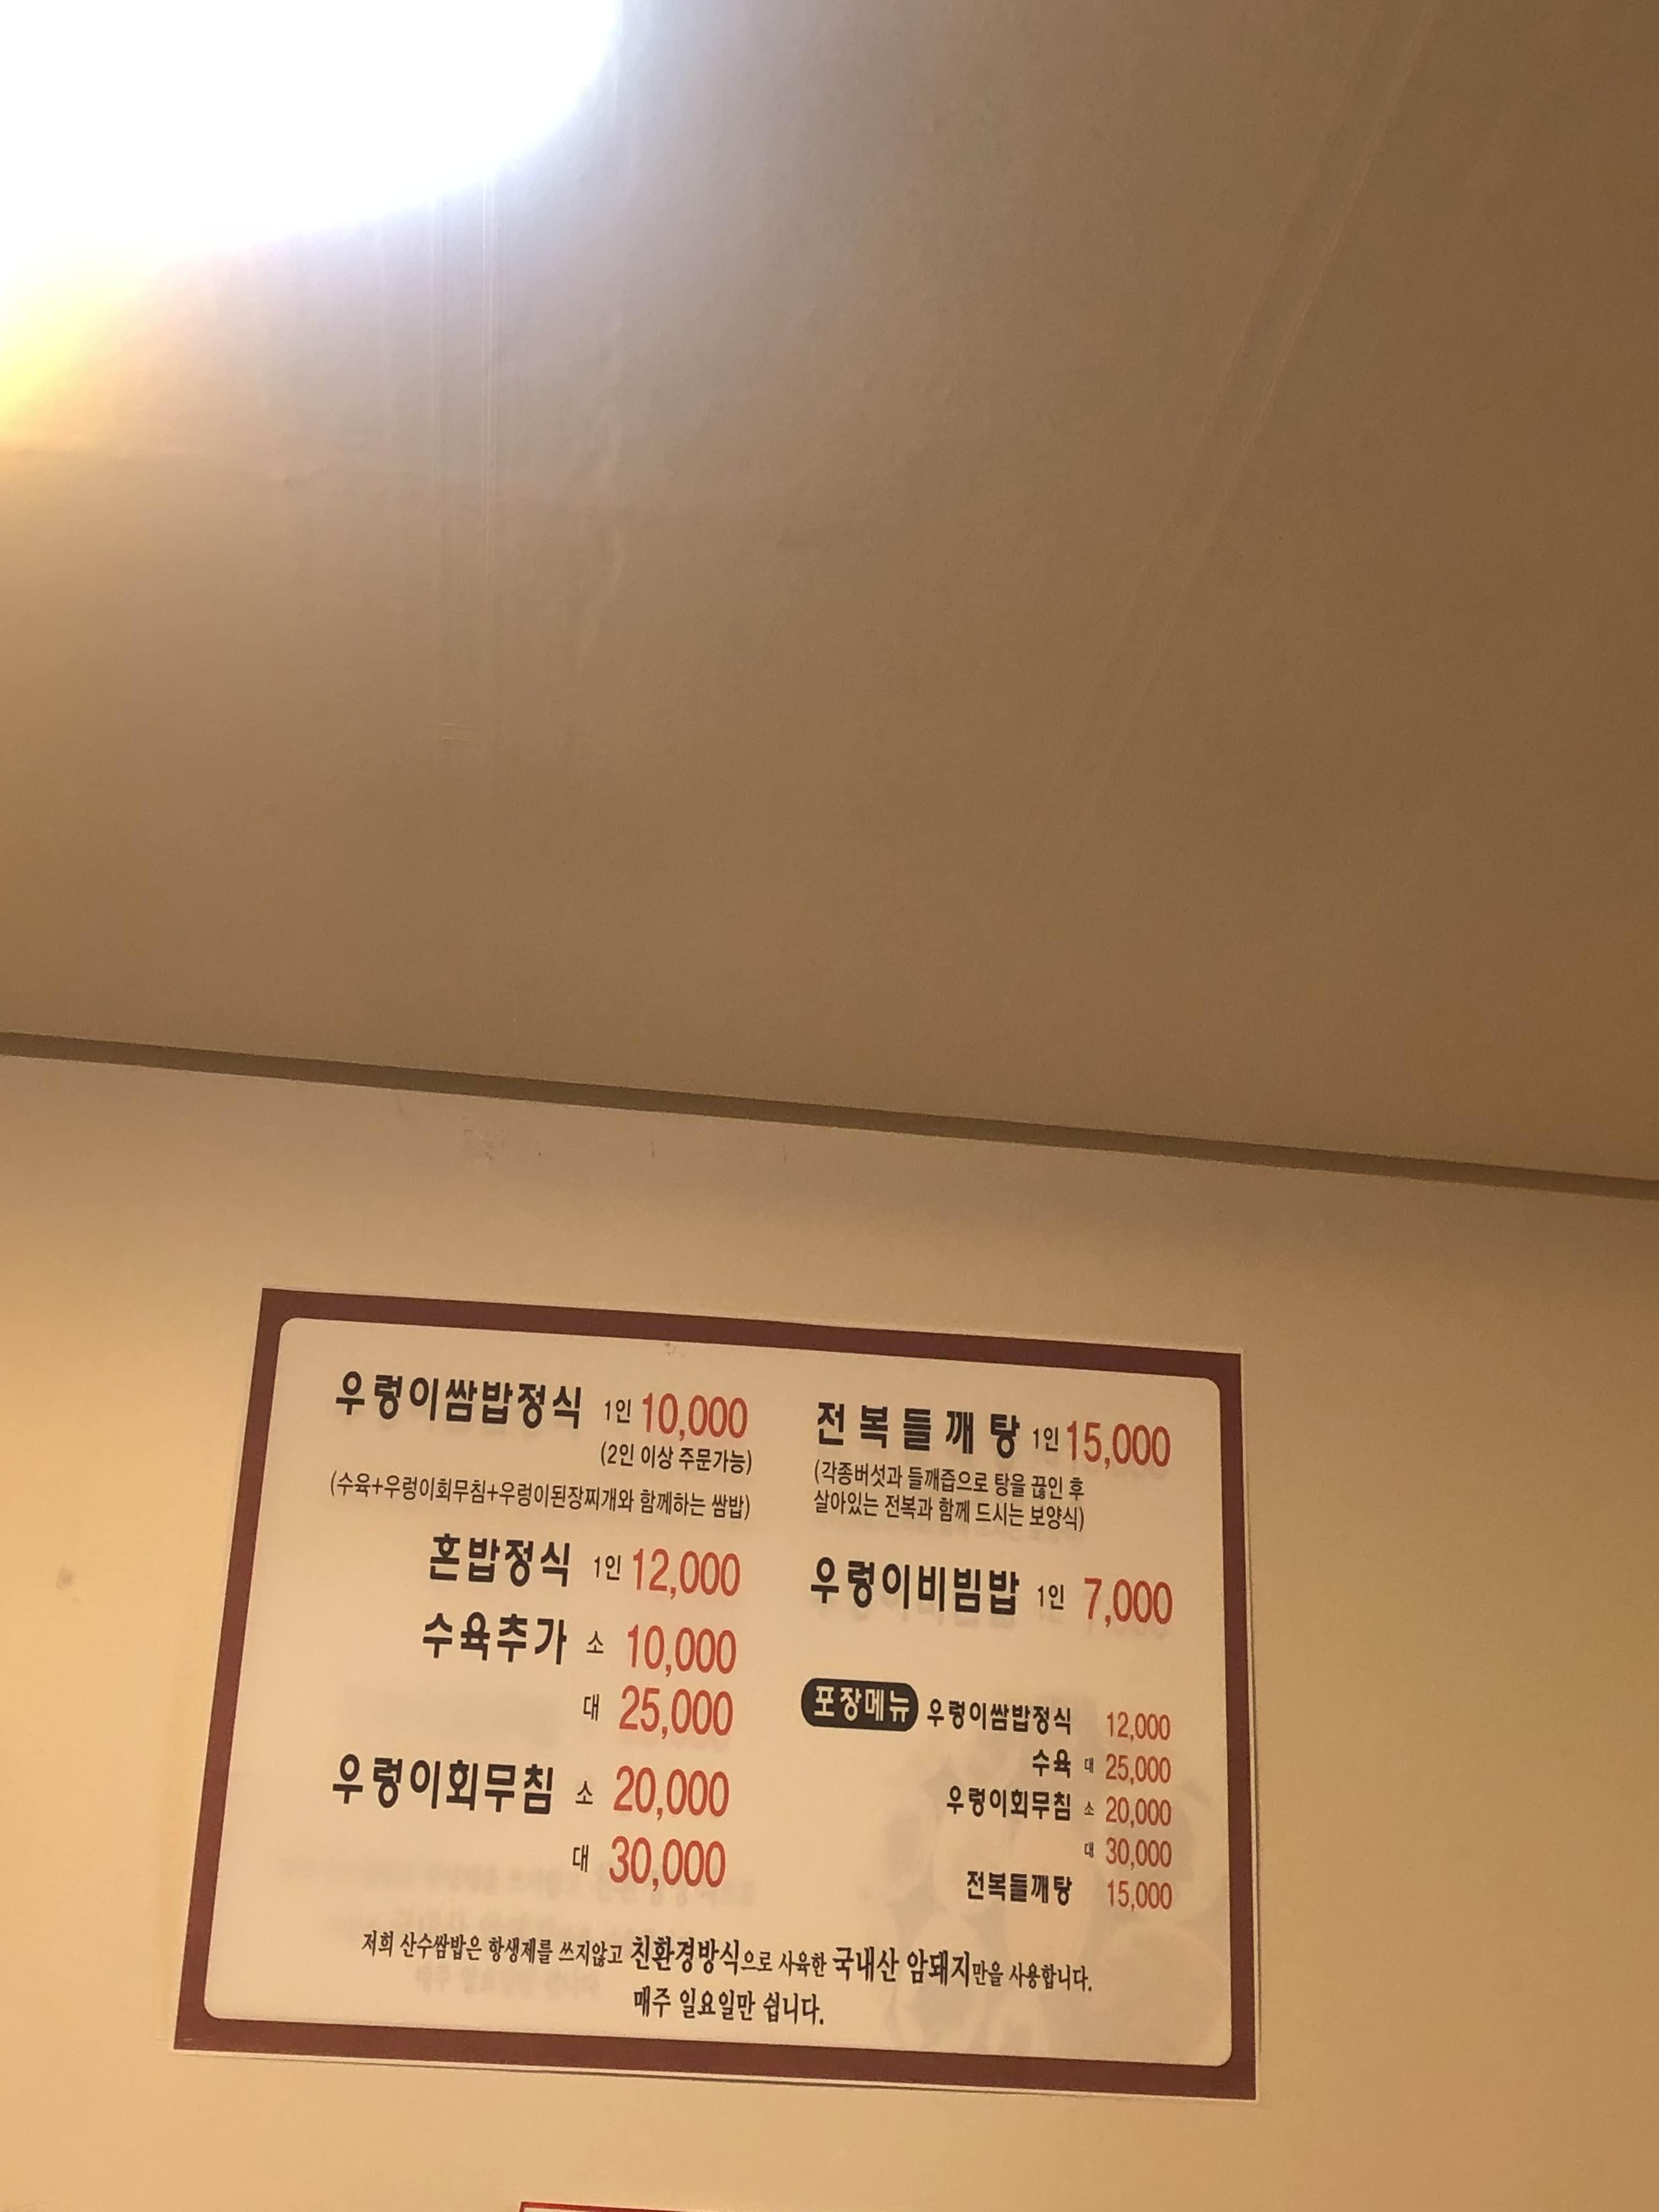 우렁이쌈밥정식 1인 10,000
(2인 이상 주문가능)
(수육+우렁이회무침+우렁이된장찌개와 함께하는 쌈밥)
혼밥정식 1인 12,000
수육추가 소 10,000
대 25,000
우렁이회무침 소 20,000
대 30,000
전복들깨탕 1인 15,000
(각종버섯과 들깨즙으로 탕을 끓인 후
살아있는 전복과 함께 드시는 보양식)
우렁이비빔밥 1인 7,000
포장메뉴 우렁이쌈밥정식 12,000
수육 대 25,000
우렁이회무침 소 20,000
대 30,000
전복들깨탕 15,000
저희 산수쌈밥은 항생제를 쓰지않고 친환경방식으로 사육한 국내산 암돼지만을 사용합니다.
매주 일요일만 쉽니다.